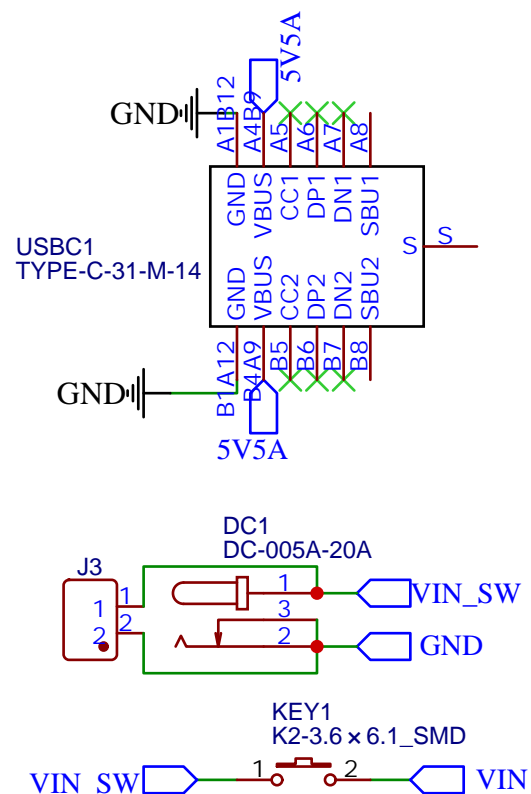 5V5A
GND
A1B12
A4B9
A5
A6
A7
A8
GND
VBUS
CC1
DP1
DN1
SBU1
USBC1
TYPE-C-31-M-14
S
S
GND
VBUS
CC2
DP2
DN2
SBU2
B1A12
B4A9
B5
B6
B7
B8
GND
5V5A
DC1
DC-005A-20A
J3
1
1
2
2
1
3
2
VIN_SW
GND
KEY1
K2-3.6×6.1_SMD
VIN_SW
1
2
VIN